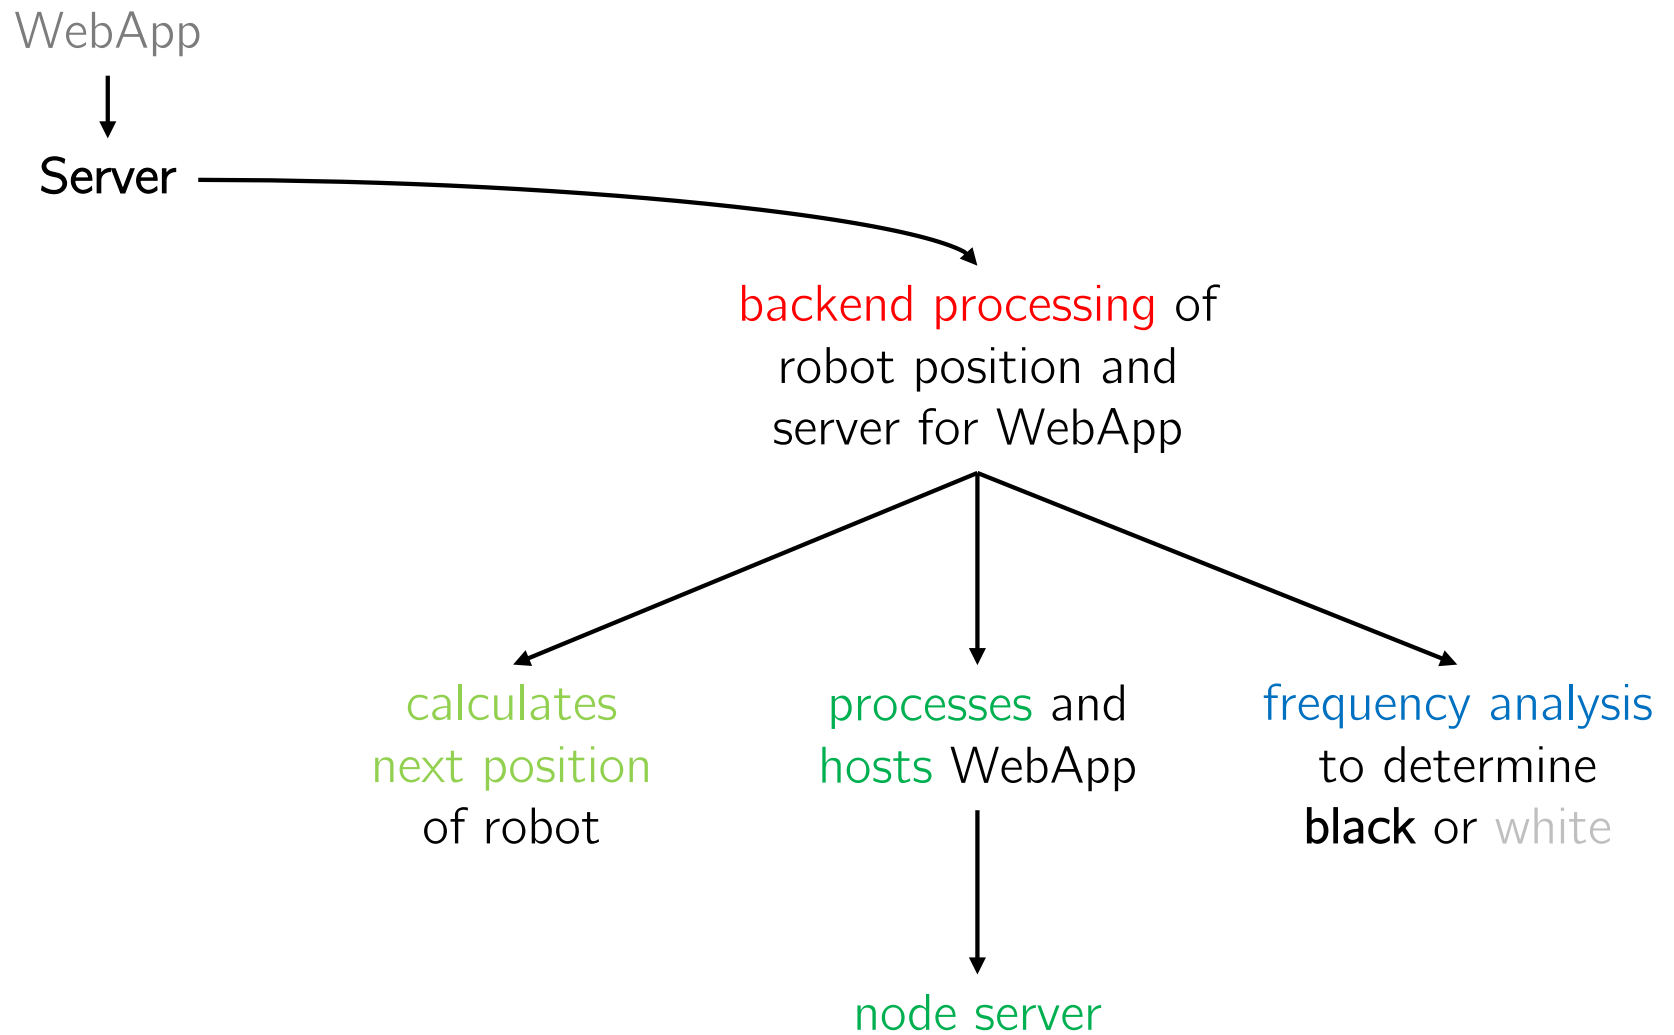 WebApp
Server
backend processing of
robot position and
server for WebApp
calculates
next position
of robot
processes and
hosts WebApp
frequency analysis
to determine
black or white
node server